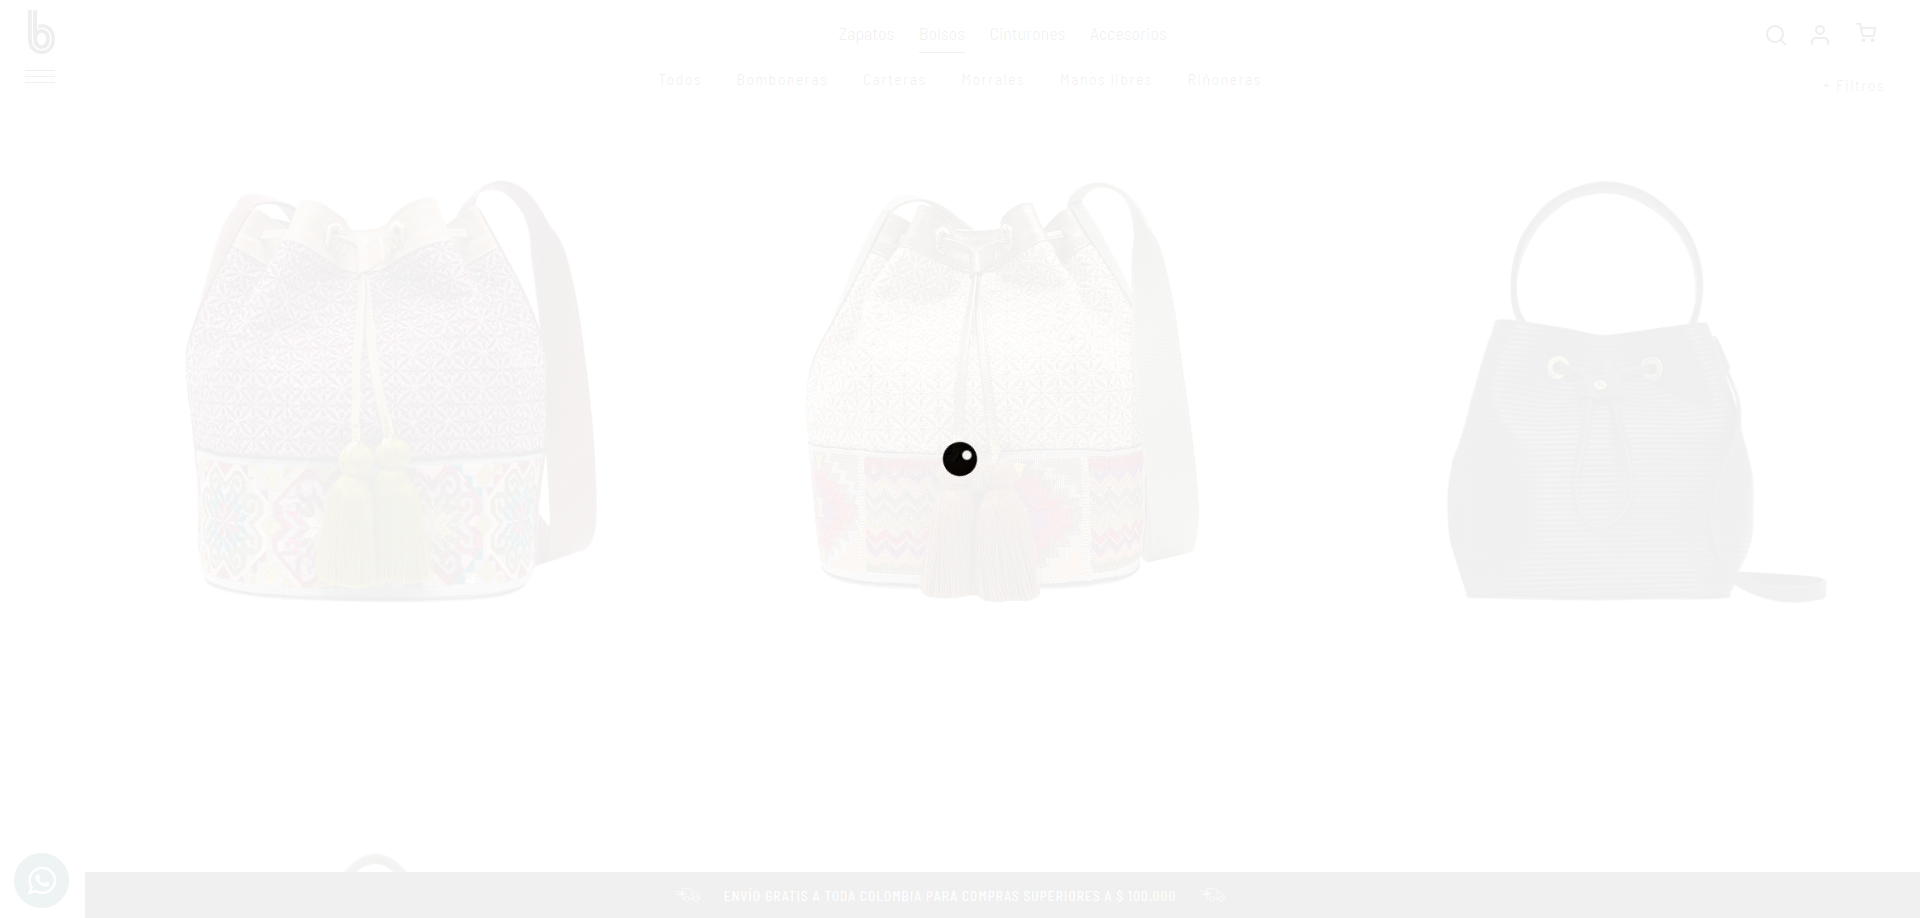 b
Zapatos Bolsos Cinturones Accesorios
Todos Bomboneras Carteras Morrales Manos libres Riñoneras
+ Filtros
ENVÍO GRATIS A TODA COLOMBIA PARA COMPRAS SUPERIORES A $ 100.000